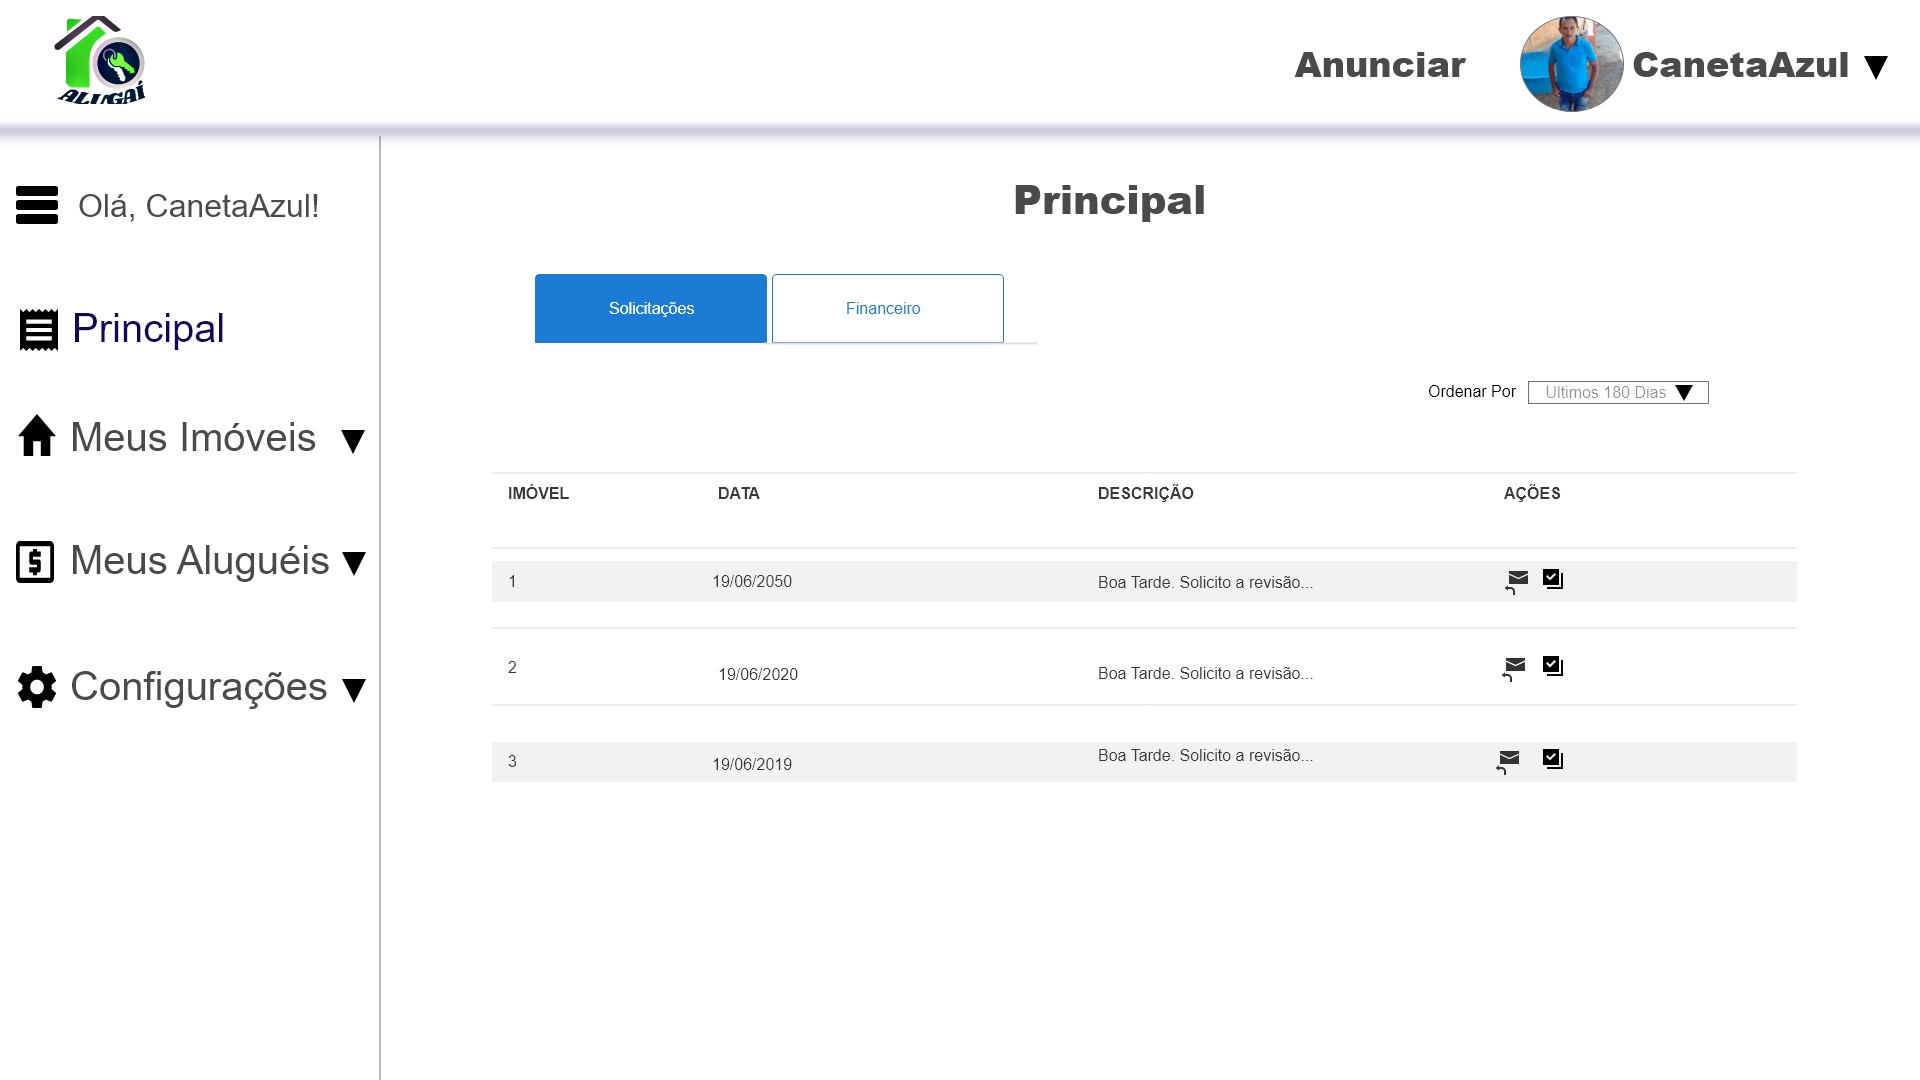 ALUGAÍ
Anunciar
CanetaAzul
Olá, CanetaAzul!
Principal
Meus Imóveis
Meus Aluguéis
Configurações
Principal
Solicitações
Financeiro
Ordenar Por
Ultimos 180 Dias
IMÓVEL DATA DESCRIÇÃO AÇÕES
1 19/06/2050 Boa Tarde. Solicito a revisão...
2 19/06/2020 Boa Tarde. Solicito a revisão...
3 19/06/2019 Boa Tarde. Solicito a revisão...